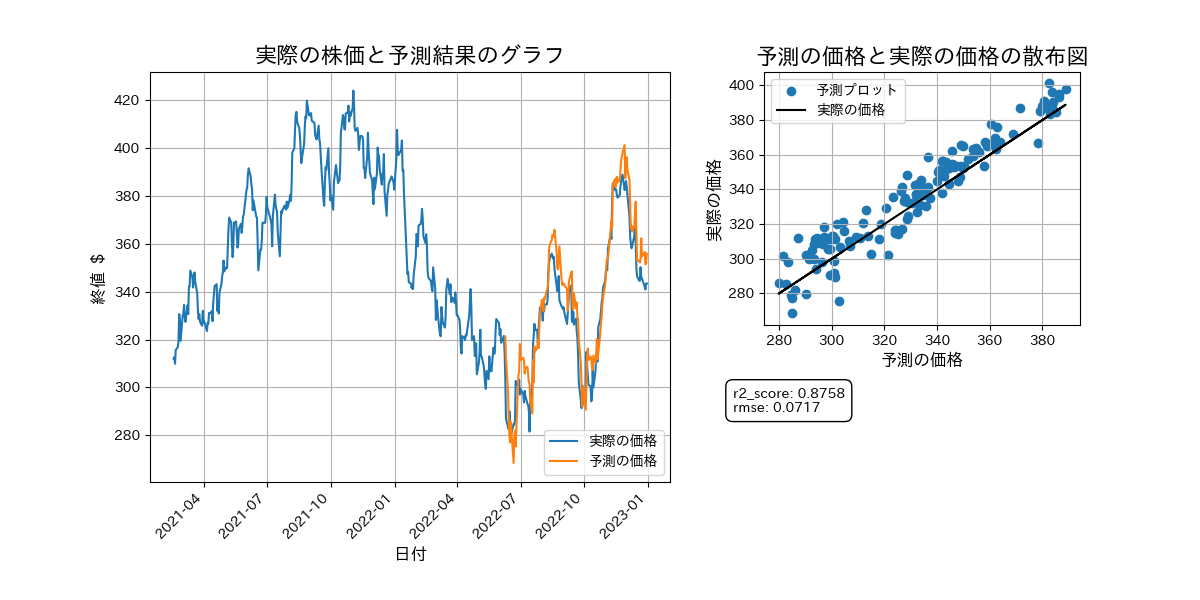 実際の株価と予測結果のグラフ
終値 $
420
400
380
360
340
320
300
280
2021-04
2021-07
2021-10
2022-01
2022-04
2022-07
2022-10
2023-01
日付
実際の価格
予測の価格
予測の価格と実際の価格の散布図
実際の価格
400
380
360
340
320
300
280
280
300
320
340
360
380
予測の価格
予測プロット
実際の価格
r2_score: 0.8758
rmse: 0.0717